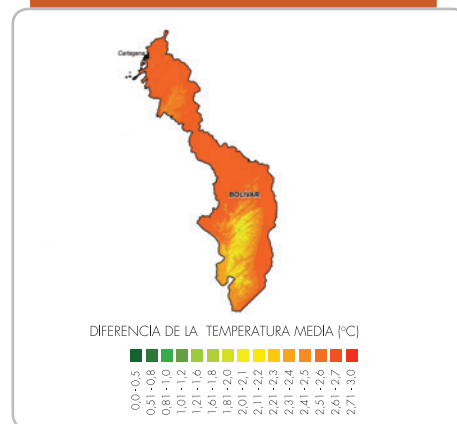 Cartagena
BOLIVAR
DIFERENCIA DE LA TEMPERATURA MEDIA (ºC)
0,0 - 0,5
0,51 - 0,8
0,81 - 1,0
1,01 - 1,2
1,21 - 1,6
1,61 - 1,8
1,81 - 2,0
2,01 - 2,1
2,11 - 2,2
2,21 - 2,3
2,31 - 2,4
2,41 - 2,5
2,51 - 2,6
2,61 - 2,7
2,71 - 3,0